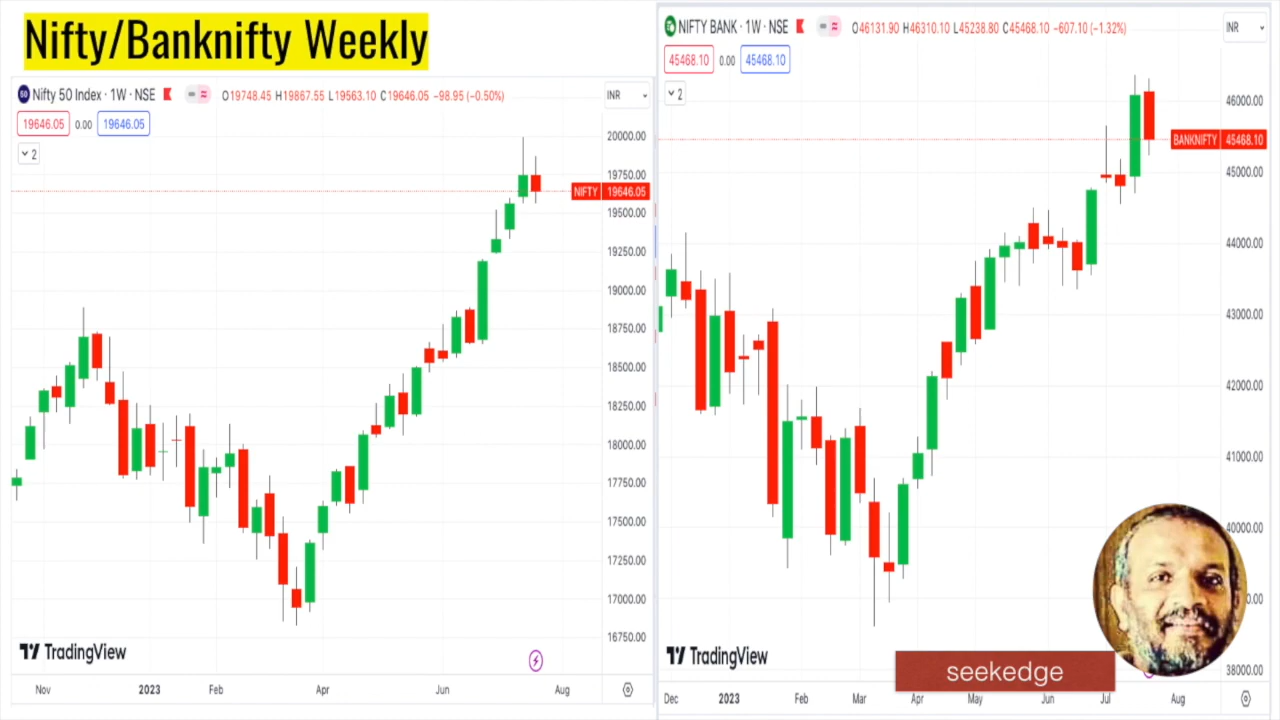 Nifty/Banknifty Weekly
50 Nifty 50 Index · 1W · NSE O19748.45 H19867.55 L19563.10 C19646.05 −98.95 (−0.50%) INR
19646.05 0.00 19646.05
2
20000.00
19750.00
NIFTY 19646.05
19500.00
19250.00
19000.00
18750.00
18500.00
18250.00
18000.00
17750.00
17500.00
17250.00
17000.00
16750.00
TradingView
Nov 2023 Feb Apr Jun Aug
NIFTY BANK · 1W · NSE O46131.90 H46310.10 L45238.80 C45468.10 −607.10 (−1.32%) INR
45468.10 0.00 45468.10
2
46000.00
BANKNIFTY 45468.10
45000.00
44000.00
43000.00
42000.00
41000.00
40000.00
38000.00
TradingView
seekedge
Dec 2023 Feb Mar Apr May Jun Jul Aug